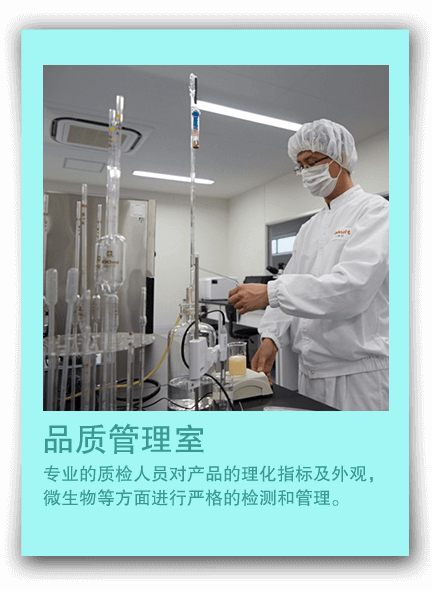 品质管理室
专业的质检人员对产品的理化指标及外观，
微生物等方面进行严格的检测和管理。